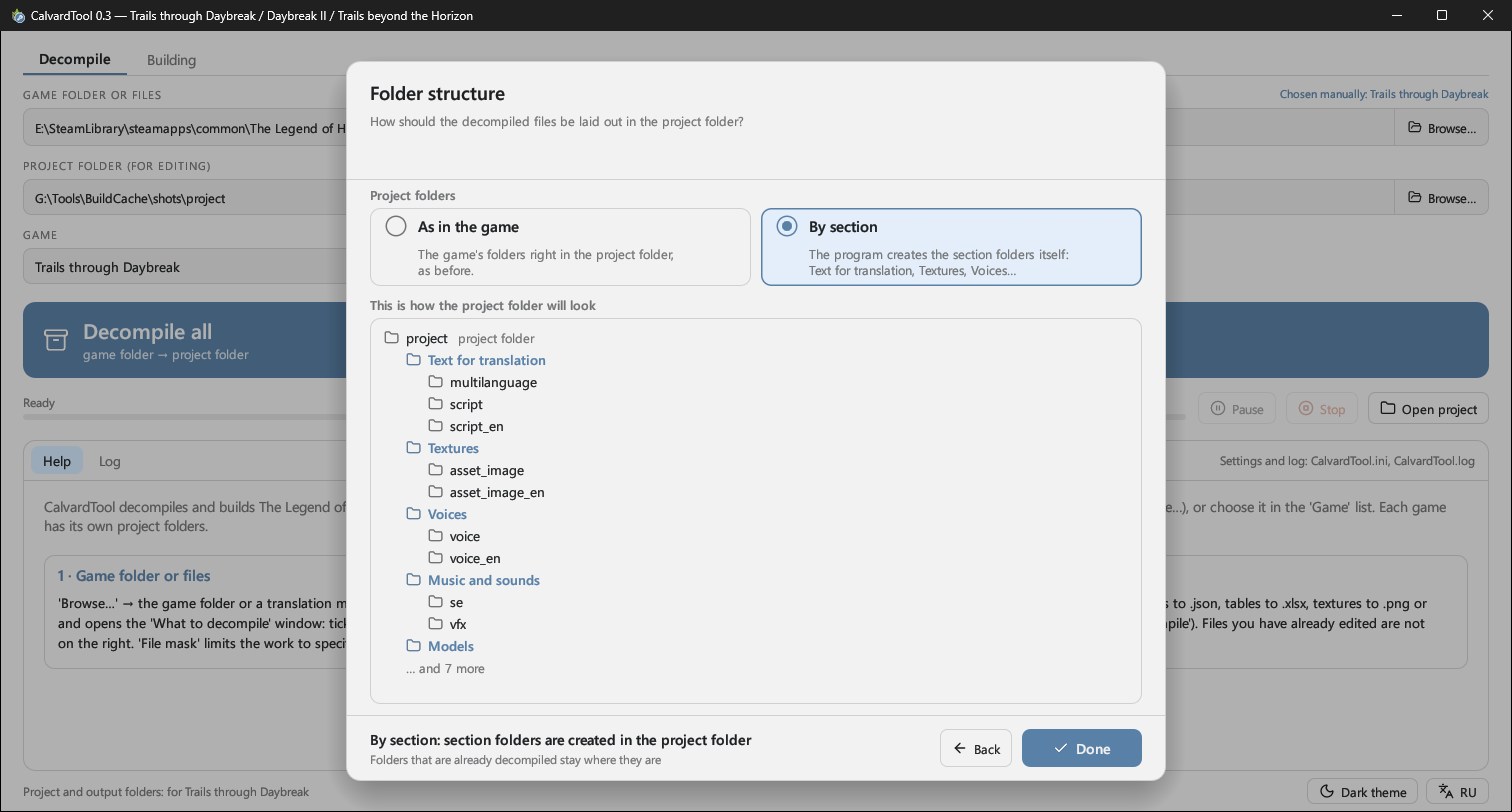 CalvardTool 0.3 — Trails through Daybreak / Daybreak II / Trails beyond the Horizon
Decompile
Building
GAME FOLDER OR FILES
Chosen manually: Trails through Daybreak
E:\SteamLibrary\steamapps\common\The Legend of H
Browse...
PROJECT FOLDER (FOR EDITING)
G:\Tools\BuildCache\shots\project
Browse...
GAME
Trails through Daybreak
Decompile all
game folder → project folder
Ready
Pause
Stop
Open project
Help
Log
Settings and log: CalvardTool.ini, CalvardTool.log
CalvardTool decompiles and builds The Legend of
e...), or choose it in the 'Game' list. Each game
has its own project folders.
1 · Game folder or files
'Browse...' → the game folder or a translation m
s to .json, tables to .xlsx, textures to .png or
and opens the 'What to decompile' window: tick
pile'). Files you have already edited are not
on the right. 'File mask' limits the work to speci
Folder structure
How should the decompiled files be laid out in the project folder?
Project folders
As in the game
The game's folders right in the project folder,
as before.
By section
The program creates the section folders itself:
Text for translation, Textures, Voices...
This is how the project folder will look
project project folder
Text for translation
multilanguage
script
script_en
Textures
asset_image
asset_image_en
Voices
voice
voice_en
Music and sounds
se
vfx
Models
... and 7 more
By section: section folders are created in the project folder
Folders that are already decompiled stay where they are
Back
Done
Project and output folders: for Trails through Daybreak
Dark theme
RU